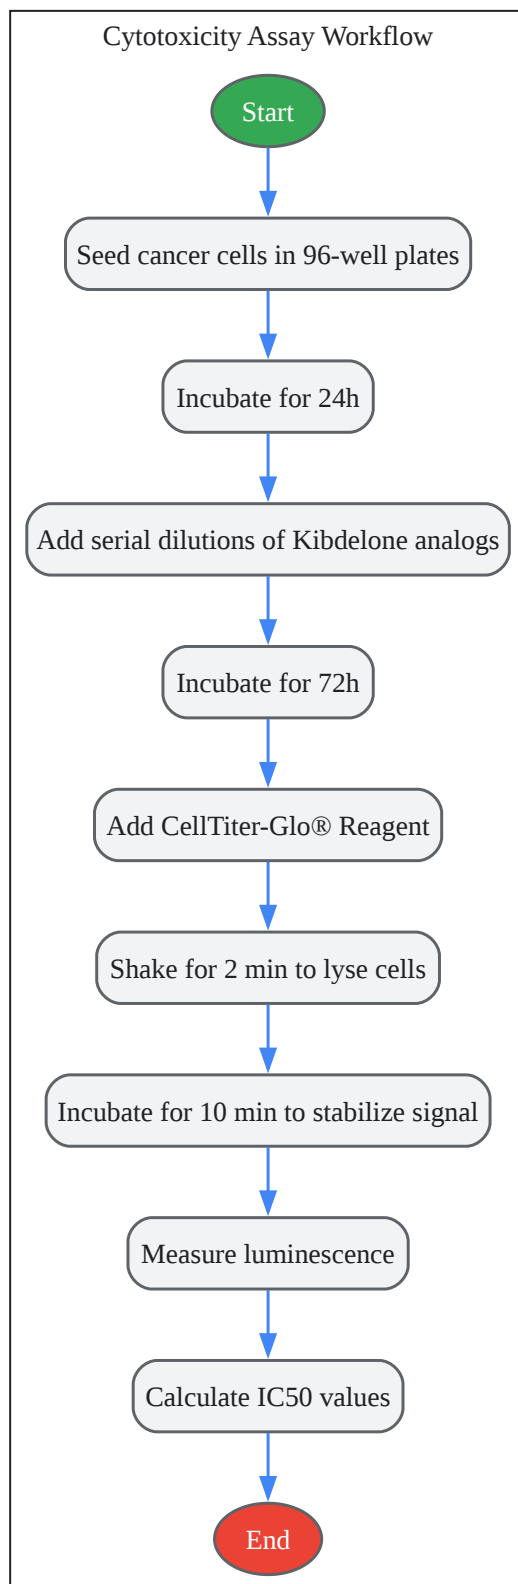 Cytotoxicity Assay Workflow
Start
Seed cancer cells in 96-well plates
Incubate for 24h
Add serial dilutions of Kibdelone analogs
Incubate for 72h
Add CellTiter-Glo® Reagent
Shake for 2 min to lyse cells
Incubate for 10 min to stabilize signal
Measure luminescence
Calculate IC50 values
End